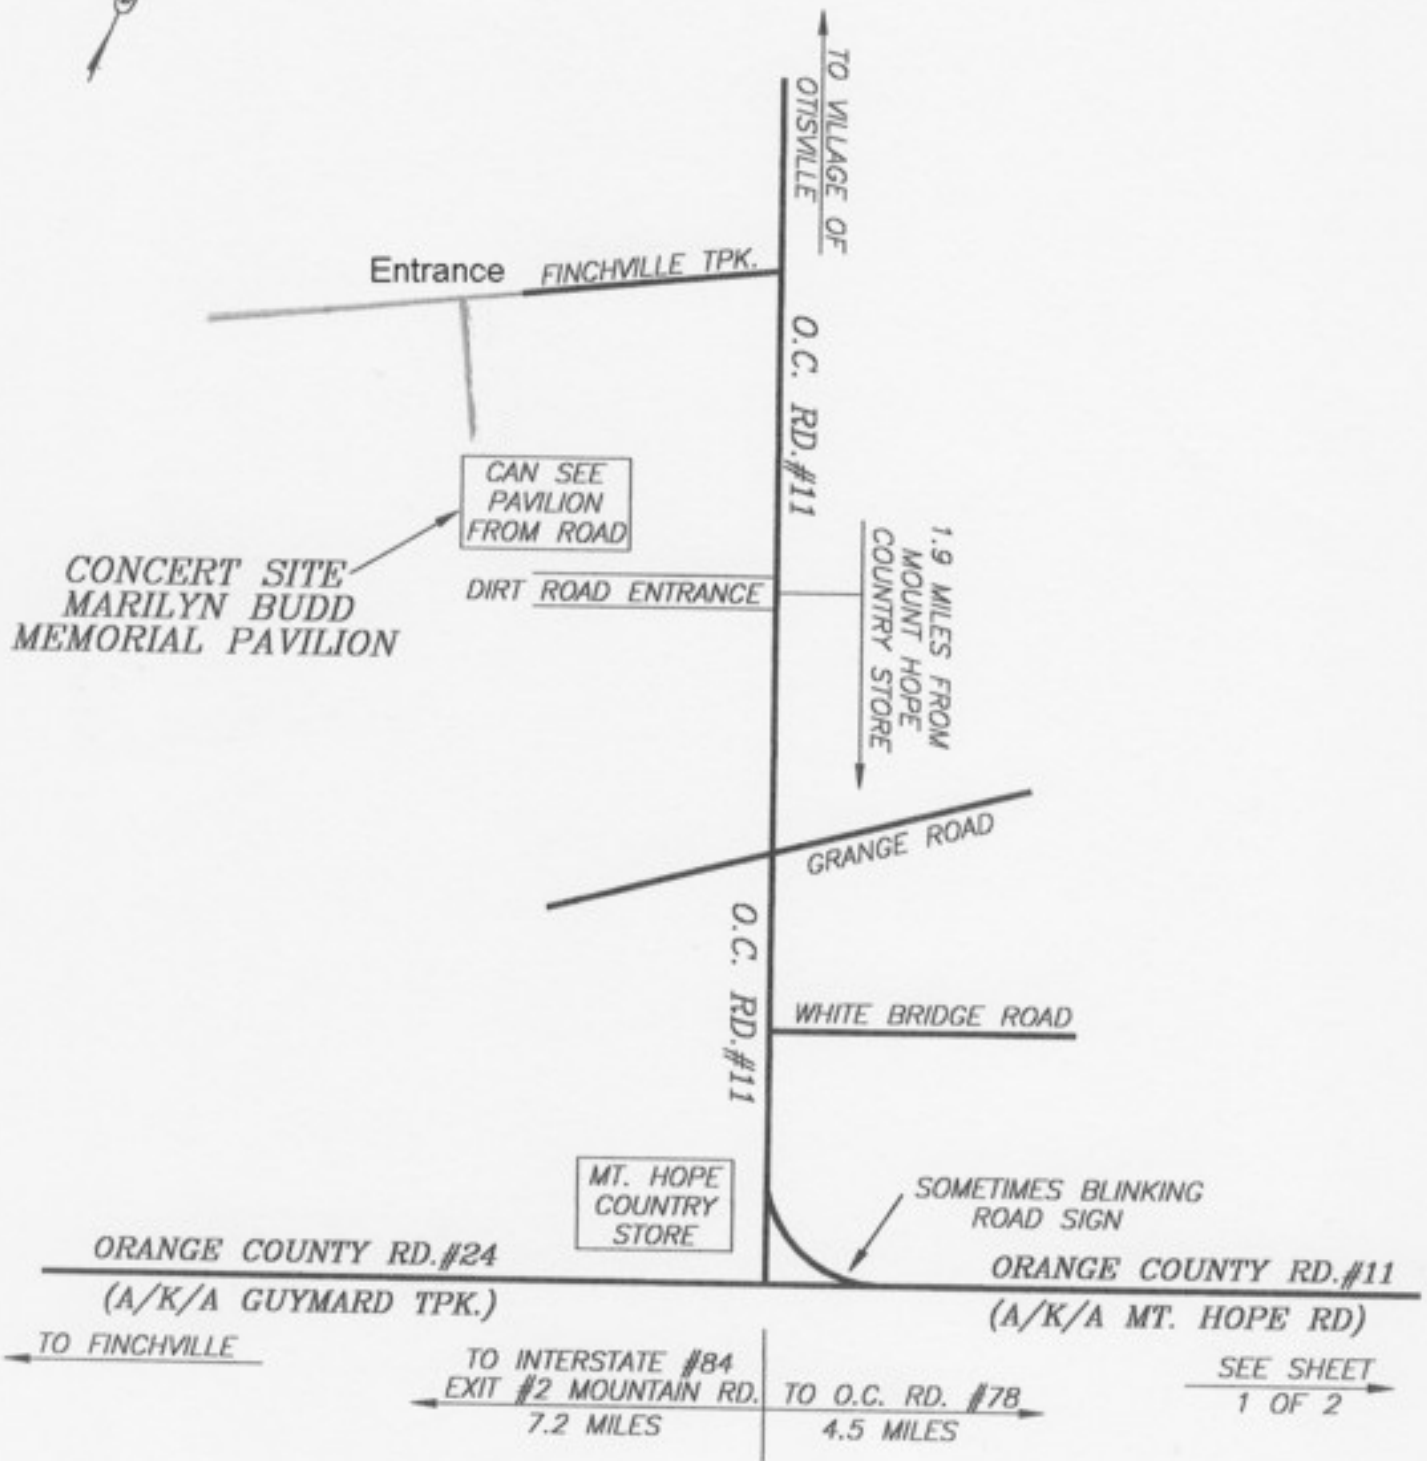 TO VILLAGE OF
OTISVILLE
Entrance
FINCHVILLE TPK.
O.C. RD.#11
CAN SEE
PAVILION
FROM ROAD
CONCERT SITE
MARILYN BUDD
MEMORIAL PAVILION
DIRT ROAD ENTRANCE
1.9 MILES FROM
MOUNT HOPE
COUNTRY STORE
GRANGE ROAD
O.C. RD.#11
WHITE BRIDGE ROAD
MT. HOPE
COUNTRY
STORE
SOMETIMES BLINKING
ROAD SIGN
ORANGE COUNTY RD.#24
(A/K/A GUYMARD TPK.)
ORANGE COUNTY RD.#11
(A/K/A MT. HOPE RD)
TO FINCHVILLE
TO INTERSTATE #84
EXIT #2 MOUNTAIN RD.
7.2 MILES
TO O.C. RD. #78
4.5 MILES
SEE SHEET
1 OF 2